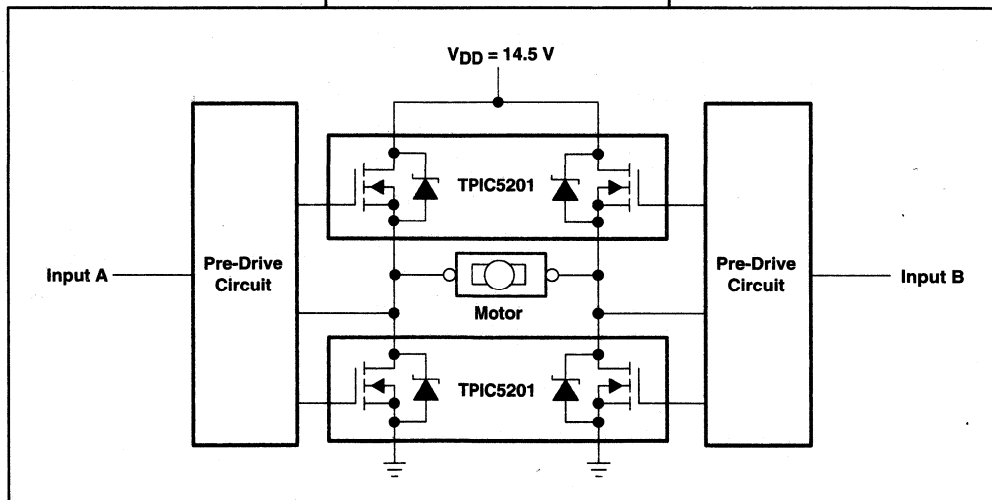 VDD = 14.5 V
TPIC5201
Input A
Pre-Drive
Circuit
Motor
Pre-Drive
Circuit
Input B
TPIC5201